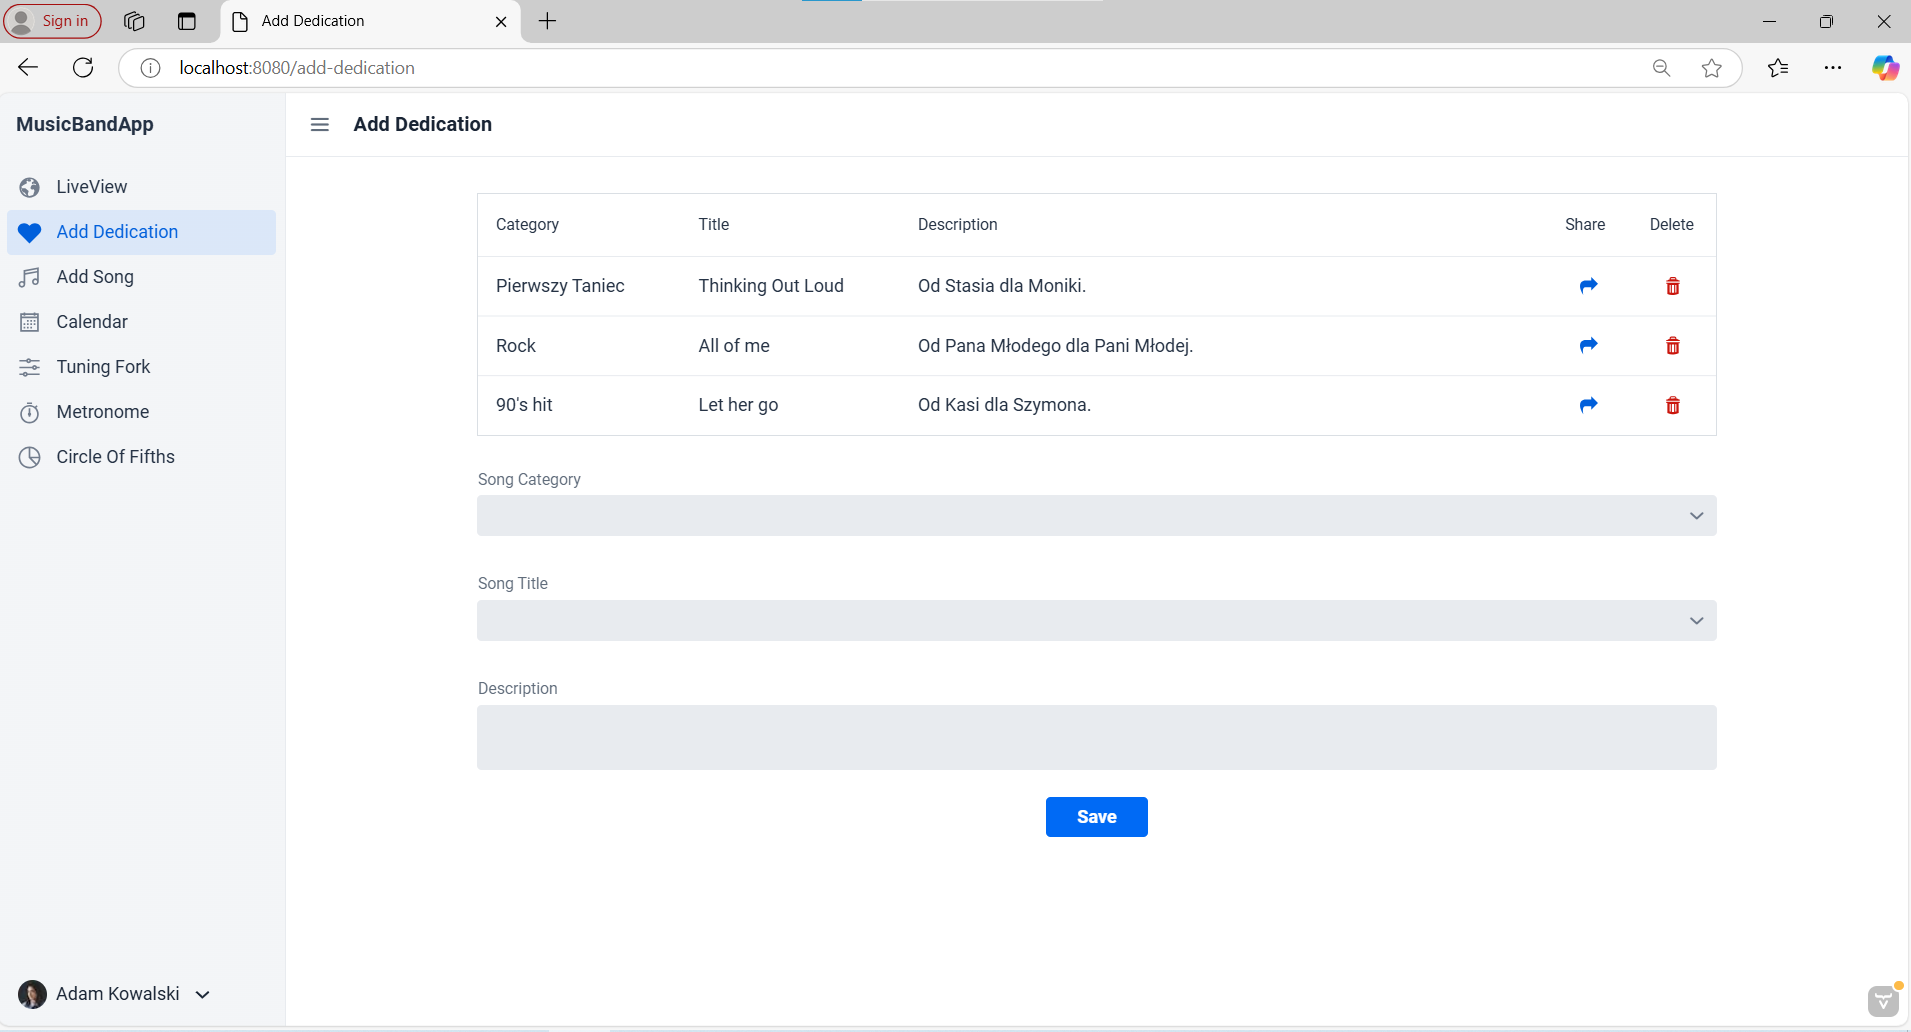 Sign in
Add Dedication
localhost:8080/add-dedication
MusicBandApp
LiveView
Add Dedication
Add Song
Calendar
Tuning Fork
Metronome
Circle Of Fifths
Adam Kowalski
Add Dedication
Category Title Description Share Delete
Pierwszy Taniec Thinking Out Loud Od Stasia dla Moniki.
Rock All of me Od Pana Młodego dla Pani Młodej.
90's hit Let her go Od Kasi dla Szymona.
Song Category
Song Title
Description
Save